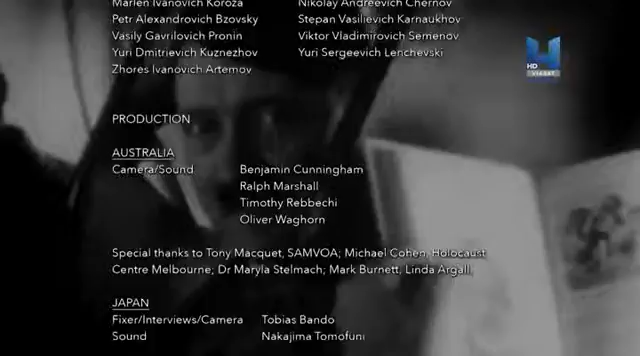 Marlen Ivanovich Koroza Nikolay Andreevich Chernov
Petr Alexandrovich Bzovsky Stepan Vasilievich Karnaukhov
Vasily Gavrilovich Pronin Viktor Vladimirovich Semenov
Yuri Dmitrievich Kuznezhov Yuri Sergeevich Lenchevski
Zhores Ivanovich Artemov
PRODUCTION
AUSTRALIA
Camera/Sound Benjamin Cunningham
Ralph Marshall
Timothy Rebbechi
Oliver Waghorn
Special thanks to Tony Macquet, SAMVOA; Michael Cohen, Holocaust
Centre Melbourne; Dr Maryla Stelmach; Mark Burnett, Linda Argall,
JAPAN
Fixer/Interviews/Camera Tobias Bando
Sound Nakajima Tomofuni
HD
VIASAT